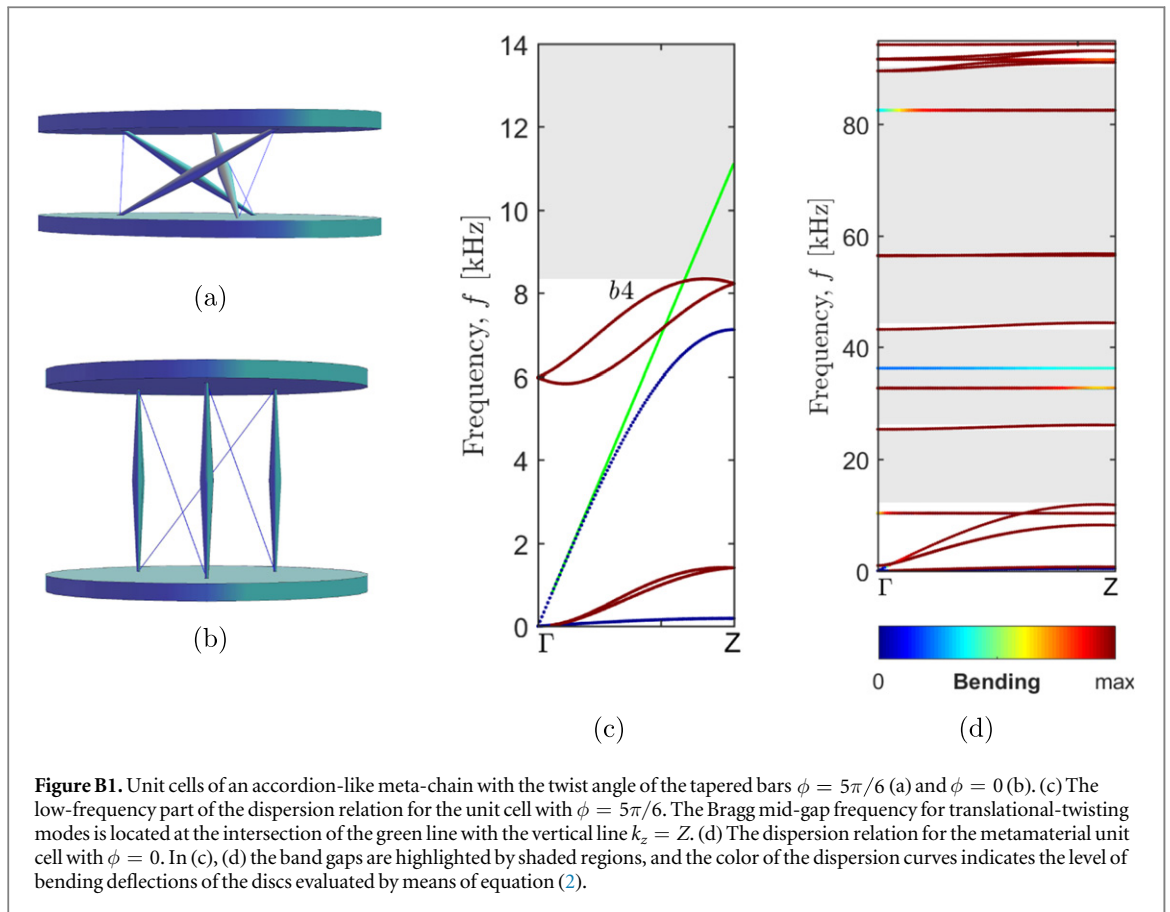 (a)
(b)
Frequency, f [kHz]
14
12
10
8
6
4
2
0
b4
Γ
Z
(c)
Frequency, f [kHz]
80
60
40
20
0
Γ
Z
0
Bending
max
(d)
Figure B1. Unit cells of an accordion-like meta-chain with the twist angle of the tapered bars ϕ = 5π/6 (a) and ϕ = 0 (b). (c) The
low-frequency part of the dispersion relation for the unit cell with ϕ = 5π/6. The Bragg mid-gap frequency for translational-twisting
modes is located at the intersection of the green line with the vertical line k_z = Z. (d) The dispersion relation for the metamaterial unit
cell with ϕ = 0. In (c), (d) the band gaps are highlighted by shaded regions, and the color of the dispersion curves indicates the level of
bending deflections of the discs evaluated by means of equation (2).